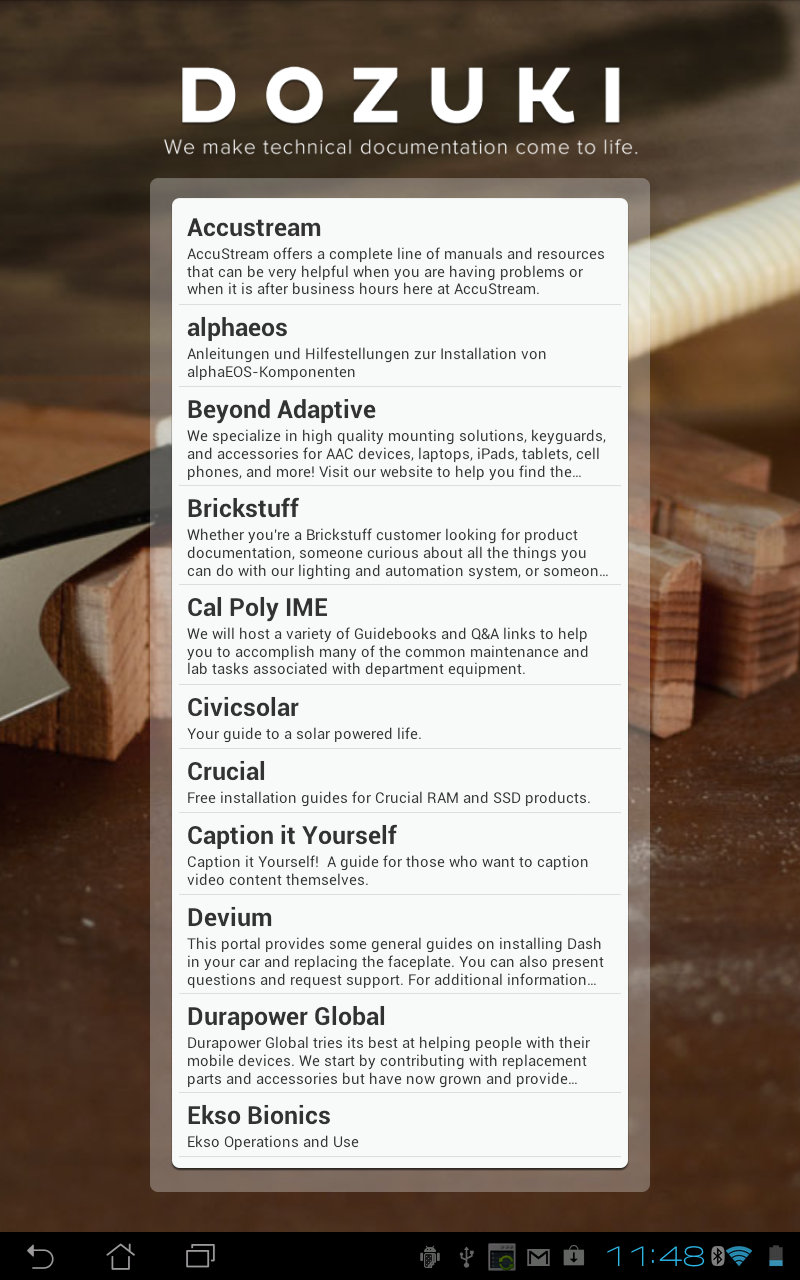 DOZUKI
We make technical documentation come to life.
Accustream
AccuStream offers a complete line of manuals and resources
that can be very helpful when you are having problems or
when it is after business hours here at AccuStream.
alphaeos
Anleitungen und Hilfestellungen zur Installation von
alphaEOS-Komponenten
Beyond Adaptive
We specialize in high quality mounting solutions, keyguards,
and accessories for AAC devices, laptops, iPads, tablets, cell
phones, and more! Visit our website to help you find the…
Brickstuff
Whether you're a Brickstuff customer looking for product
documentation, someone curious about all the things you
can do with our lighting and automation system, or someon…
Cal Poly IME
We will host a variety of Guidebooks and Q&A links to help
you to accomplish many of the common maintenance and
lab tasks associated with department equipment.
Civicsolar
Your guide to a solar powered life.
Crucial
Free installation guides for Crucial RAM and SSD products.
Caption it Yourself
Caption it Yourself!  A guide for those who want to caption
video content themselves.
Devium
This portal provides some general guides on installing Dash
in your car and replacing the faceplate. You can also present
questions and request support. For additional information…
Durapower Global
Durapower Global tries its best at helping people with their
mobile devices. We start by contributing with replacement
parts and accessories but have now grown and provide…
Ekso Bionics
Ekso Operations and Use
11:48